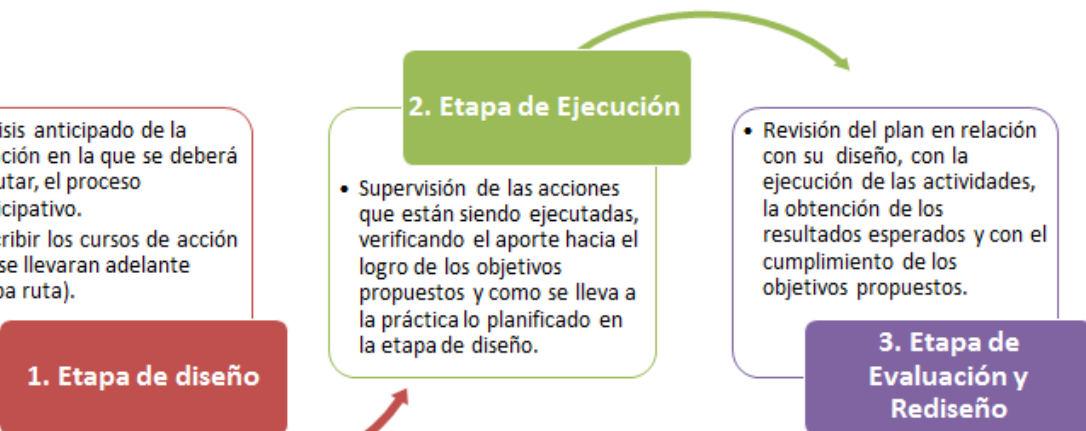 isis anticipado de la
ción en la que se deberá
utar, el proceso
icipativo.
cribir los cursos de acción
se llevaran adelante
pa ruta).
1. Etapa de diseño
2. Etapa de Ejecución
• Supervisión de las acciones
que están siendo ejecutadas,
verificando el aporte hacia el
logro de los objetivos
propuestos y como se lleva a
la práctica lo planificado en
la etapa de diseño.
• Revisión del plan en relación
con su diseño, con la
ejecución de las actividades,
la obtención de los
resultados esperados y con el
cumplimiento de los
objetivos propuestos.
3. Etapa de
Evaluación y
Rediseño